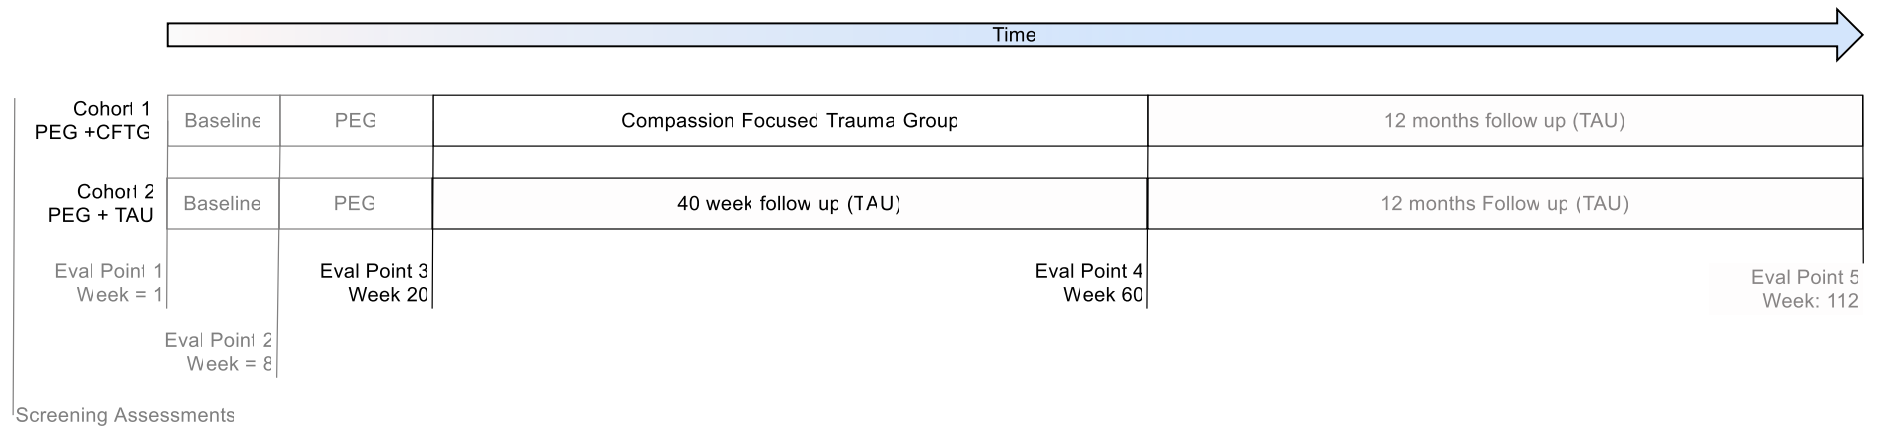 Time
Cohort 1
PEG +CFTG
Baseline
PEG
Compassion Focused Trauma Group
12 months follow up (TAU)
Cohort 2
PEG + TAU
Baseline
PEG
40 week follow up (TAU)
12 months Follow up (TAU)
Eval Point 1
Week = 1
Eval Point 3
Week 20
Eval Point 4
Week 60
Eval Point 5
Week: 112
Eval Point 2
Week = 8
Screening Assessments